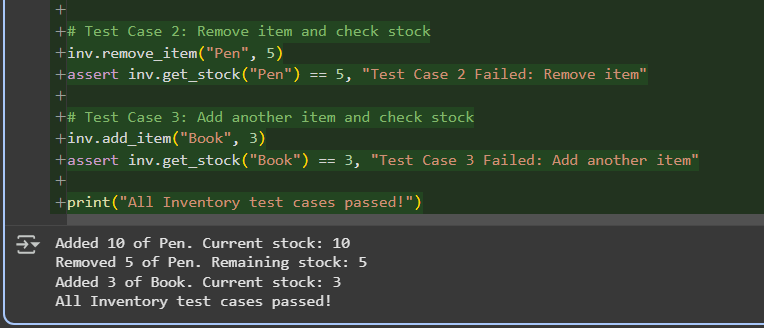 +
+# Test Case 2: Remove item and check stock
+inv.remove_item("Pen", 5)
+assert inv.get_stock("Pen") == 5, "Test Case 2 Failed: Remove item"
+
+# Test Case 3: Add another item and check stock
+inv.add_item("Book", 3)
+assert inv.get_stock("Book") == 3, "Test Case 3 Failed: Add another item"
+
+print("All Inventory test cases passed!")
Added 10 of Pen. Current stock: 10
Removed 5 of Pen. Remaining stock: 5
Added 3 of Book. Current stock: 3
All Inventory test cases passed!